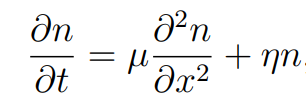 ∂n/∂t = μ ∂²n/∂x² + ηn.